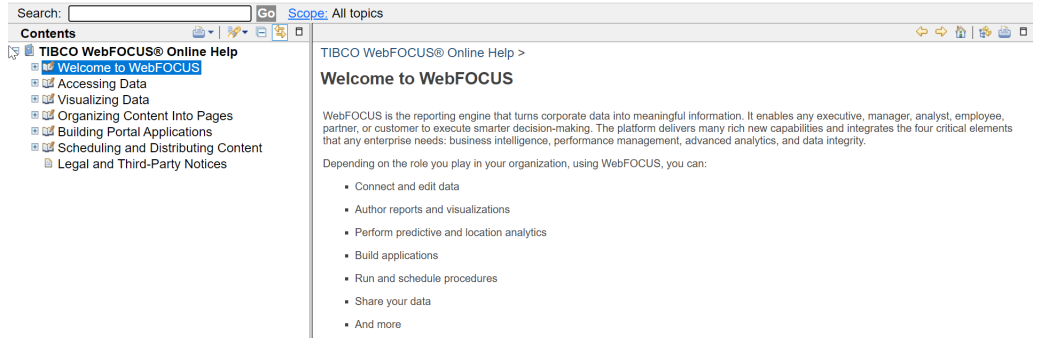 Search: Go Scope: All topics
Contents
TIBCO WebFOCUS® Online Help
Welcome to WebFOCUS
Accessing Data
Visualizing Data
Organizing Content Into Pages
Building Portal Applications
Scheduling and Distributing Content
Legal and Third-Party Notices
TIBCO WebFOCUS® Online Help >
Welcome to WebFOCUS
WebFOCUS is the reporting engine that turns corporate data into meaningful information. It enables any executive, manager, analyst, employee,
partner, or customer to execute smarter decision-making. The platform delivers many rich new capabilities and integrates the four critical elements
that any enterprise needs: business intelligence, performance management, advanced analytics, and data integrity.
Depending on the role you play in your organization, using WebFOCUS, you can:
▪ Connect and edit data
▪ Author reports and visualizations
▪ Perform predictive and location analytics
▪ Build applications
▪ Run and schedule procedures
▪ Share your data
▪ And more